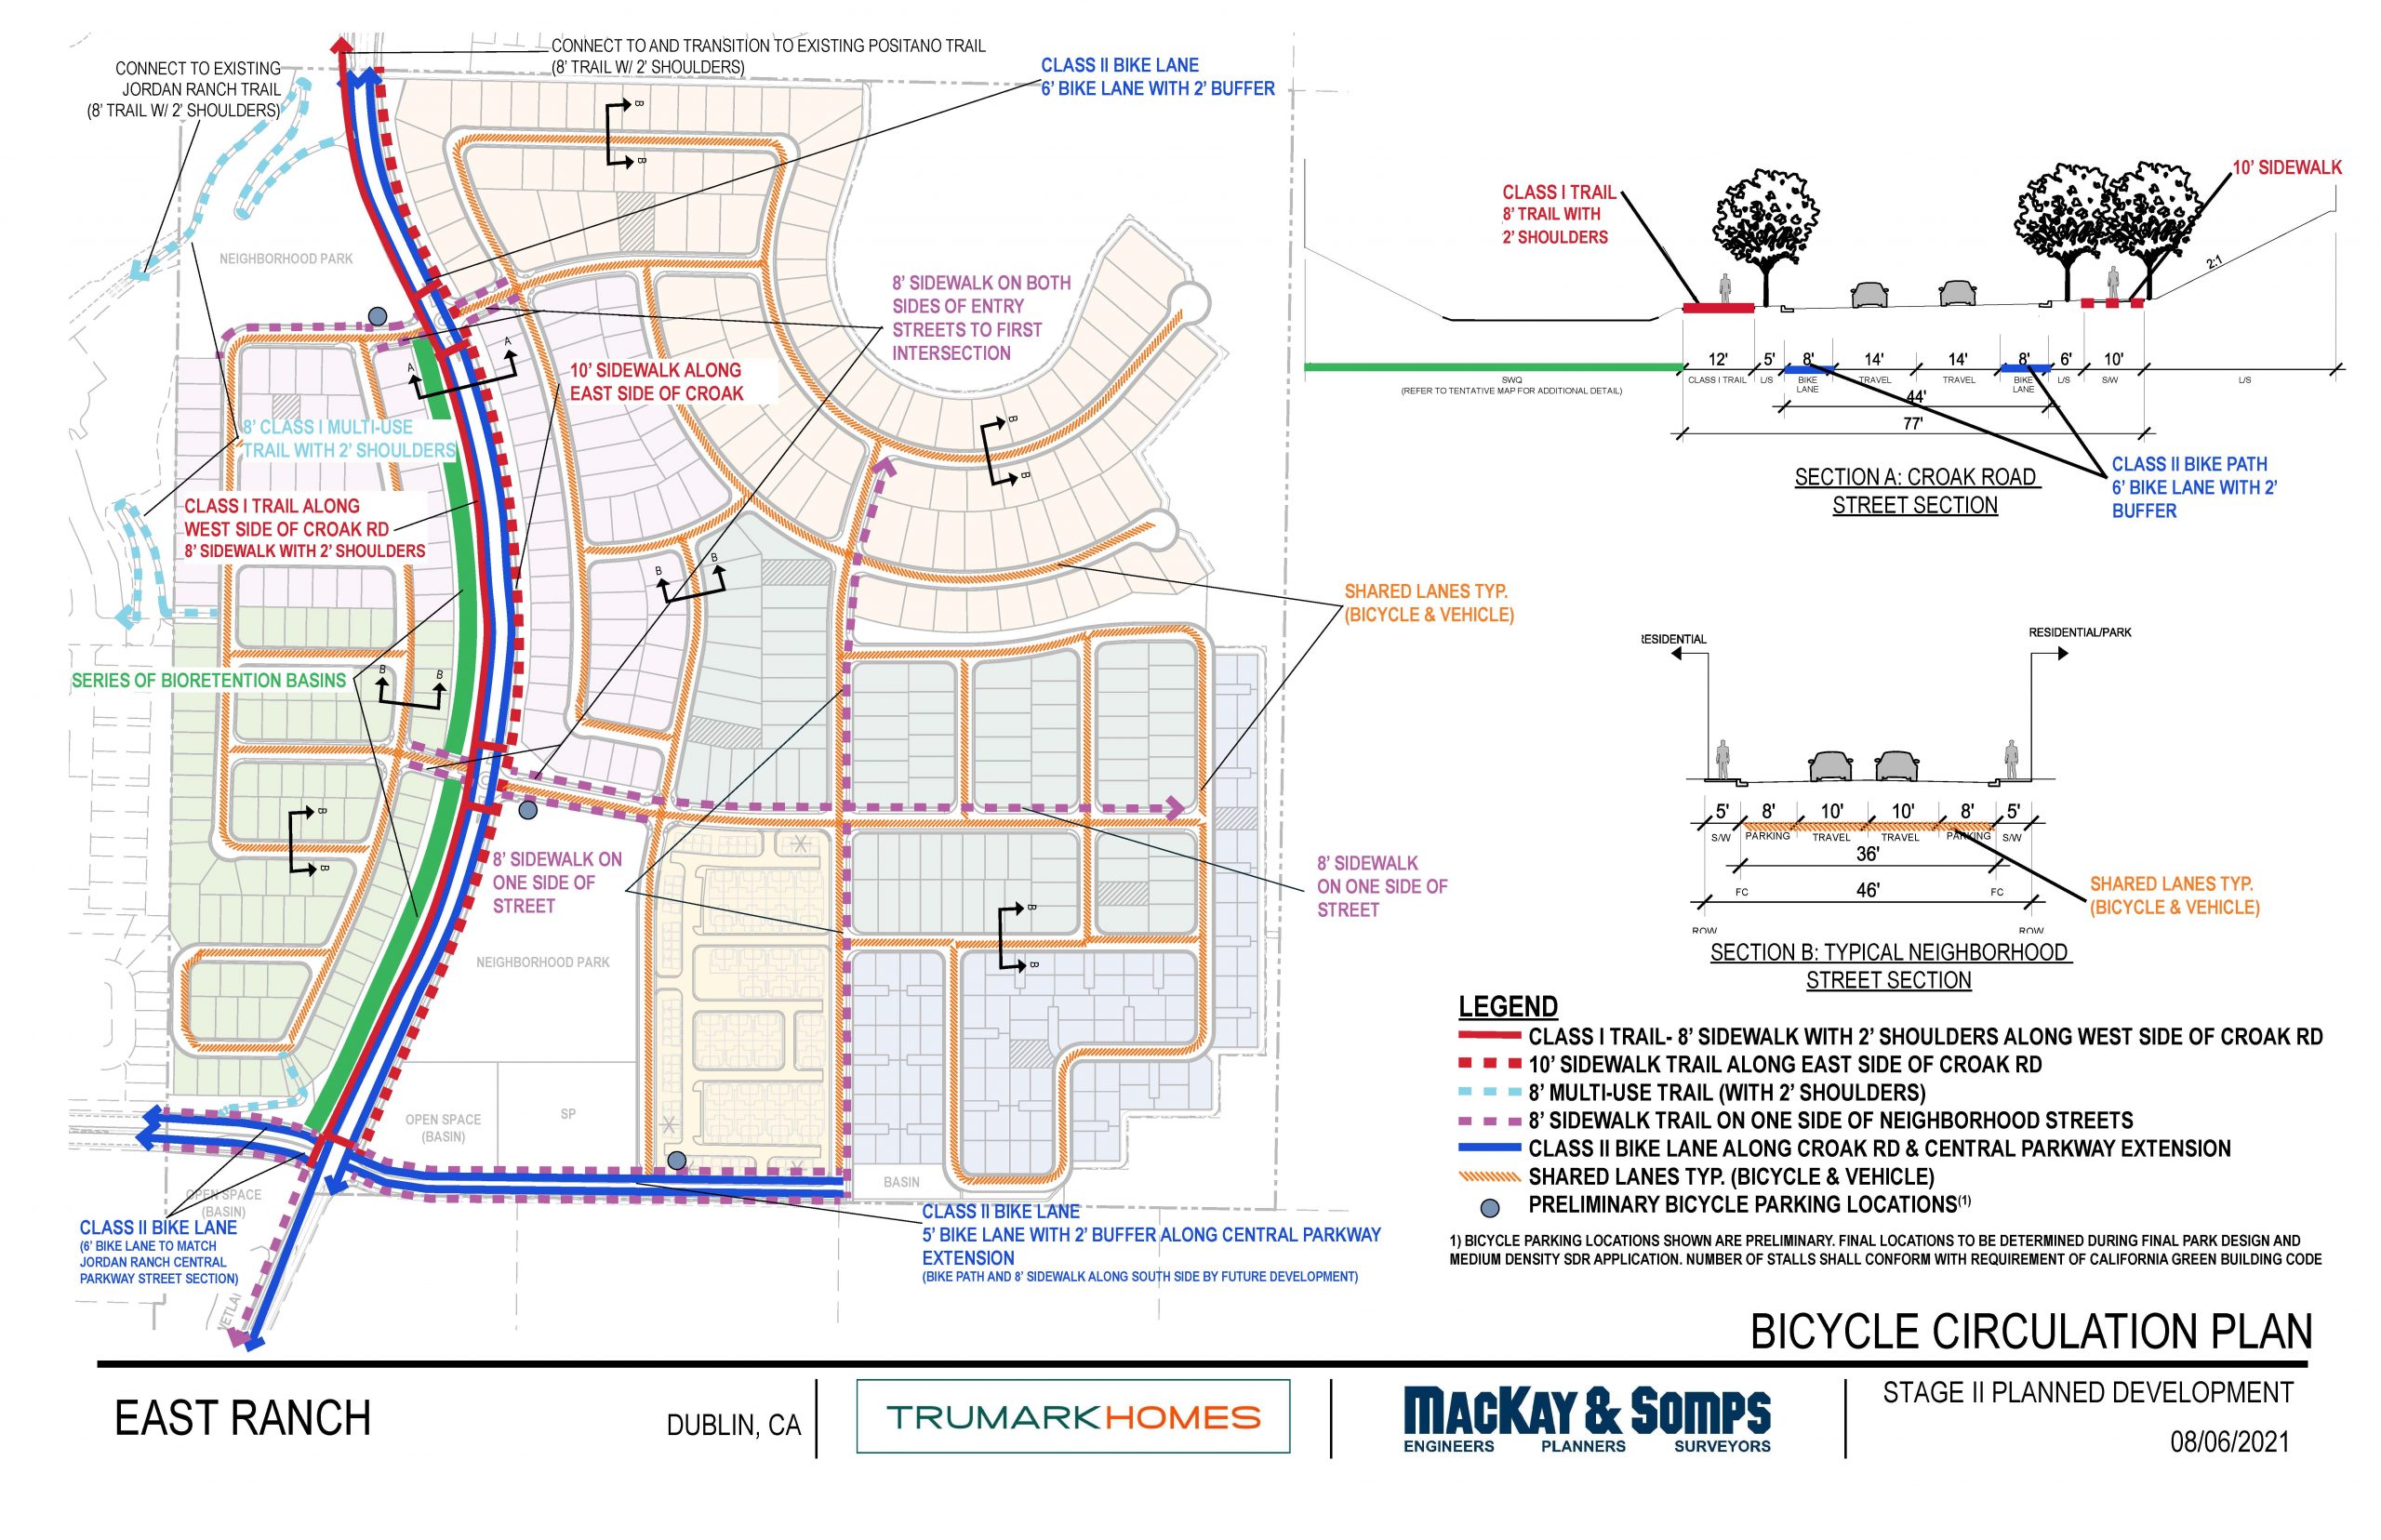 CONNECT TO AND TRANSITION TO EXISTING POSITANO TRAIL
(8' TRAIL W/ 2' SHOULDERS)
CONNECT TO EXISTING
JORDAN RANCH TRAIL
(8' TRAIL W/ 2' SHOULDERS)
CLASS II BIKE LANE
6' BIKE LANE WITH 2' BUFFER
B
B
NEIGHBORHOOD PARK
8' SIDEWALK ON BOTH
SIDES OF ENTRY
STREETS TO FIRST
INTERSECTION
A
A
10' SIDEWALK ALONG
EAST SIDE OF CROAK
8' CLASS I MULTI-USE
TRAIL WITH 2' SHOULDERS
B
B
CLASS I TRAIL ALONG
WEST SIDE OF CROAK RD
8' SIDEWALK WITH 2' SHOULDERS
B
B
SHARED LANES TYP.
(BICYCLE & VEHICLE)
SERIES OF BIORETENTION BASINS
B
B
B
B
8' SIDEWALK ON
ONE SIDE OF
STREET
8' SIDEWALK
ON ONE SIDE OF
STREET
B
B
NEIGHBORHOOD PARK
OPEN SPACE
(BASIN)
SP
BASIN
OPEN SPACE
(BASIN)
CLASS II BIKE LANE
(6' BIKE LANE TO MATCH
JORDAN RANCH CENTRAL
PARKWAY STREET SECTION)
CLASS II BIKE LANE
5' BIKE LANE WITH 2' BUFFER ALONG CENTRAL PARKWAY
EXTENSION
(BIKE PATH AND 8' SIDEWALK ALONG SOUTH SIDE BY FUTURE DEVELOPMENT)
10' SIDEWALK
CLASS I TRAIL
8' TRAIL WITH
2' SHOULDERS
2:1
12' 5' 8' 14' 14' 8' 6' 10'
SWQ CLASS I TRAIL L/S BIKE LANE TRAVEL TRAVEL BIKE LANE L/S S/W L/S
(REFER TO TENTATIVE MAP FOR ADDITIONAL DETAIL)
44'
77'
SECTION A: CROAK ROAD
STREET SECTION
CLASS II BIKE PATH
6' BIKE LANE WITH 2'
BUFFER
RESIDENTIAL
RESIDENTIAL/PARK
5' 8' 10' 10' 8' 5'
S/W PARKING TRAVEL TRAVEL PARKING S/W
36'
FC 46' FC
ROW ROW
SHARED LANES TYP.
(BICYCLE & VEHICLE)
SECTION B: TYPICAL NEIGHBORHOOD
STREET SECTION
LEGEND
CLASS I TRAIL- 8' SIDEWALK WITH 2' SHOULDERS ALONG WEST SIDE OF CROAK RD
10' SIDEWALK TRAIL ALONG EAST SIDE OF CROAK RD
8' MULTI-USE TRAIL (WITH 2' SHOULDERS)
8' SIDEWALK TRAIL ON ONE SIDE OF NEIGHBORHOOD STREETS
CLASS II BIKE LANE ALONG CROAK RD & CENTRAL PARKWAY EXTENSION
SHARED LANES TYP. (BICYCLE & VEHICLE)
PRELIMINARY BICYCLE PARKING LOCATIONS(1)
1) BICYCLE PARKING LOCATIONS SHOWN ARE PRELIMINARY. FINAL LOCATIONS TO BE DETERMINED DURING FINAL PARK DESIGN AND
MEDIUM DENSITY SDR APPLICATION. NUMBER OF STALLS SHALL CONFORM WITH REQUIREMENT OF CALIFORNIA GREEN BUILDING CODE
BICYCLE CIRCULATION PLAN
EAST RANCH
DUBLIN, CA
TRUMARKHOMES
MACKAY & SOMPS
ENGINEERS PLANNERS SURVEYORS
STAGE II PLANNED DEVELOPMENT
08/06/2021